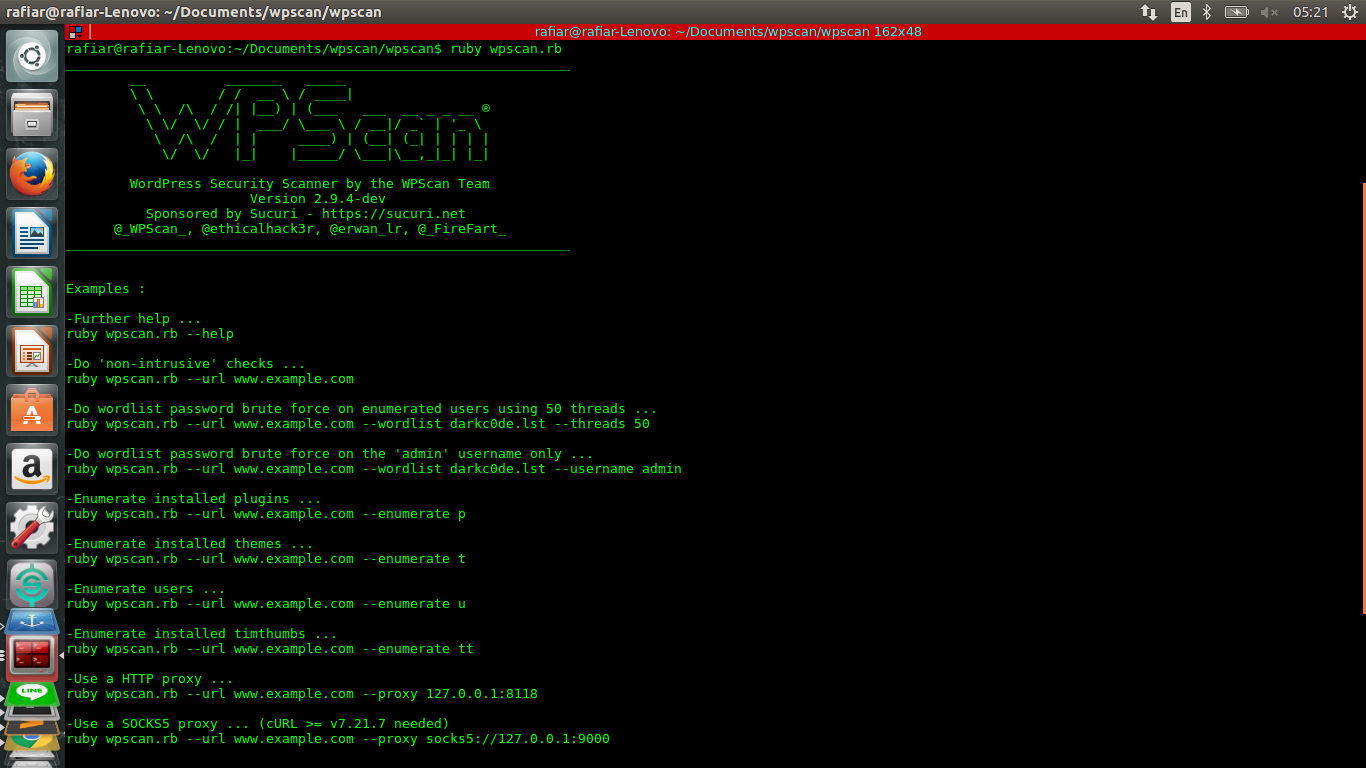 rafiar@rafiar-Lenovo: ~/Documents/wpscan/wpscan
En
05:21
rafiar@rafiar-Lenovo: ~/Documents/wpscan/wpscan 162x48
rafiar@rafiar-Lenovo:~/Documents/wpscan/wpscan$ ruby wpscan.rb
WPScan ®
WordPress Security Scanner by the WPScan Team
Version 2.9.4-dev
Sponsored by Sucuri - https://sucuri.net
@_WPScan_, @ethicalhack3r, @erwan_lr, @_FireFart_
Examples :
-Further help ...
ruby wpscan.rb --help
-Do 'non-intrusive' checks ...
ruby wpscan.rb --url www.example.com
-Do wordlist password brute force on enumerated users using 50 threads ...
ruby wpscan.rb --url www.example.com --wordlist darkc0de.lst --threads 50
-Do wordlist password brute force on the 'admin' username only ...
ruby wpscan.rb --url www.example.com --wordlist darkc0de.lst --username admin
-Enumerate installed plugins ...
ruby wpscan.rb --url www.example.com --enumerate p
-Enumerate installed themes ...
ruby wpscan.rb --url www.example.com --enumerate t
-Enumerate users ...
ruby wpscan.rb --url www.example.com --enumerate u
-Enumerate installed timthumbs ...
ruby wpscan.rb --url www.example.com --enumerate tt
-Use a HTTP proxy ...
ruby wpscan.rb --url www.example.com --proxy 127.0.0.1:8118
-Use a SOCKS5 proxy ... (cURL >= v7.21.7 needed)
ruby wpscan.rb --url www.example.com --proxy socks5://127.0.0.1:9000
LINE